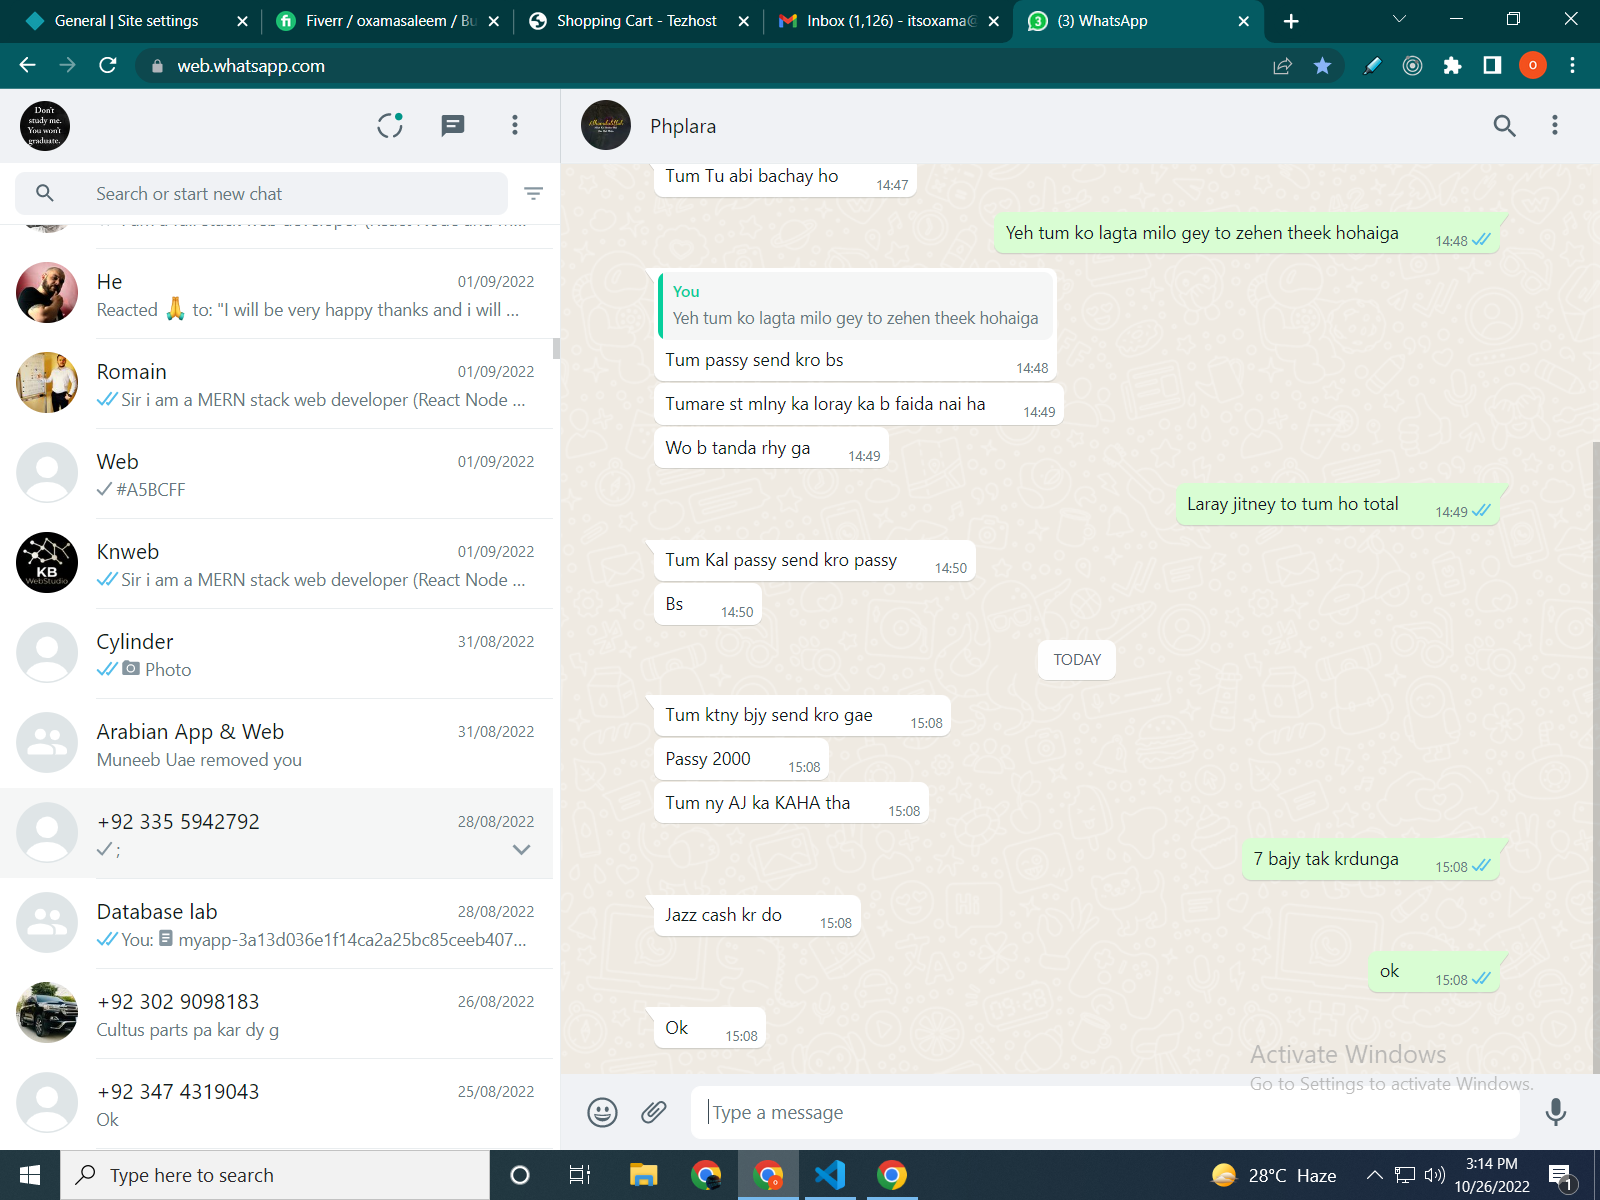 General | Site settings
Fiverr / oxamasaleem / Bu
Shopping Cart - Tezhost
Inbox (1,126) - itsoxama@
(3) WhatsApp
web.whatsapp.com
O
Don't
study me.
You won't
graduate.
Phplara
Search or start new chat
He
01/09/2022
Reacted 🙏 to: "I will be very happy thanks and i will ...
Romain
01/09/2022
Sir i am a MERN stack web developer (React Node ...
Web
01/09/2022
#A5BCFF
KB
WebStudio
Knweb
01/09/2022
Sir i am a MERN stack web developer (React Node ...
Cylinder
31/08/2022
Photo
Arabian App & Web
31/08/2022
Muneeb Uae removed you
+92 335 5942792
28/08/2022
;
Database lab
28/08/2022
You: myapp-3a13d036e1f14ca2a25bc85ceeb407...
+92 302 9098183
26/08/2022
Cultus parts pa kar dy g
+92 347 4319043
25/08/2022
Ok
Tum Tu abi bachay ho 14:47
Yeh tum ko lagta milo gey to zehen theek hohaiga 14:48
You
Yeh tum ko lagta milo gey to zehen theek hohaiga
Tum passy send kro bs 14:48
Tumare st mlny ka loray ka b faida nai ha 14:49
Wo b tanda rhy ga 14:49
Laray jitney to tum ho total 14:49
Tum Kal passy send kro passy 14:50
Bs 14:50
TODAY
Tum ktny bjy send kro gae 15:08
Passy 2000 15:08
Tum ny AJ ka KAHA tha 15:08
7 bajy tak krdunga 15:08
Jazz cash kr do 15:08
ok 15:08
Ok 15:08
Activate Windows
Go to Settings to activate Windows.
Type a message
Type here to search
28°C Haze
3:14 PM
10/26/2022
1